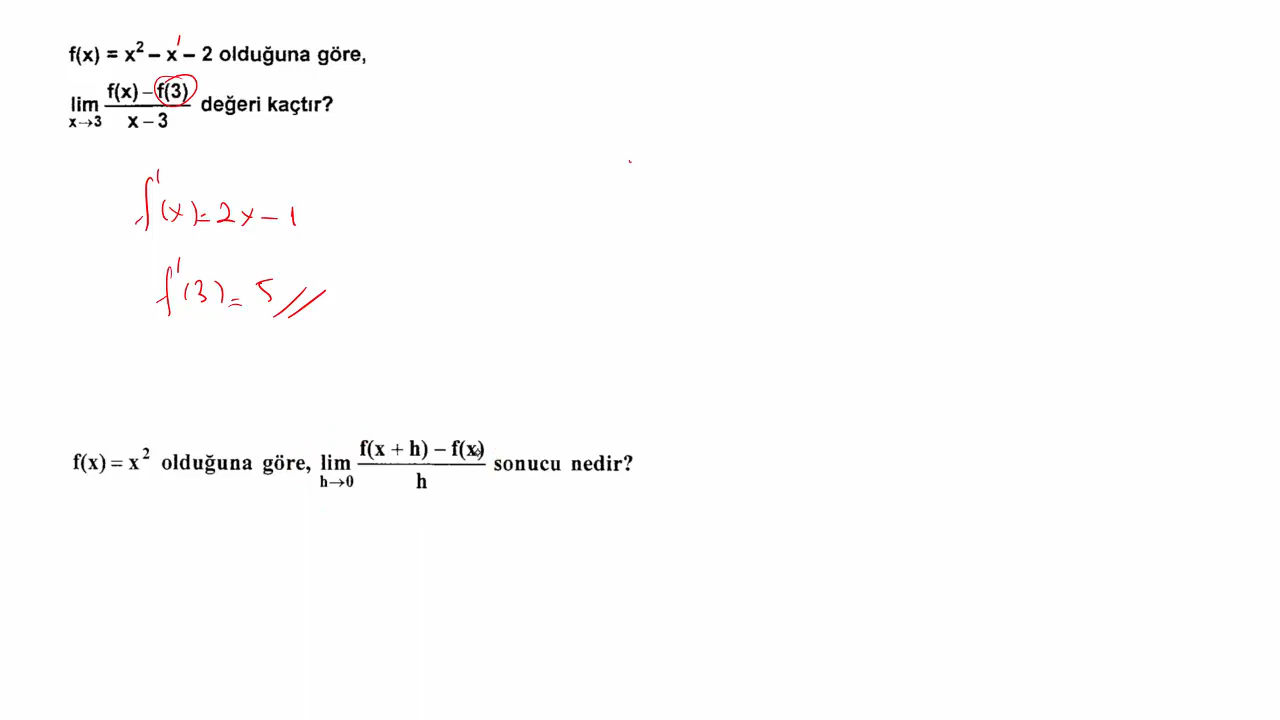 f(x) = x² – x¹ – 2 olduğuna göre,
lim x→3 (f(x) – f(3))/(x – 3) değeri kaçtır?
f'(x) = 2x – 1
f'(3) = 5 //
f(x) = x² olduğuna göre, lim h→0 (f(x + h) – f(x))/h sonucu nedir?